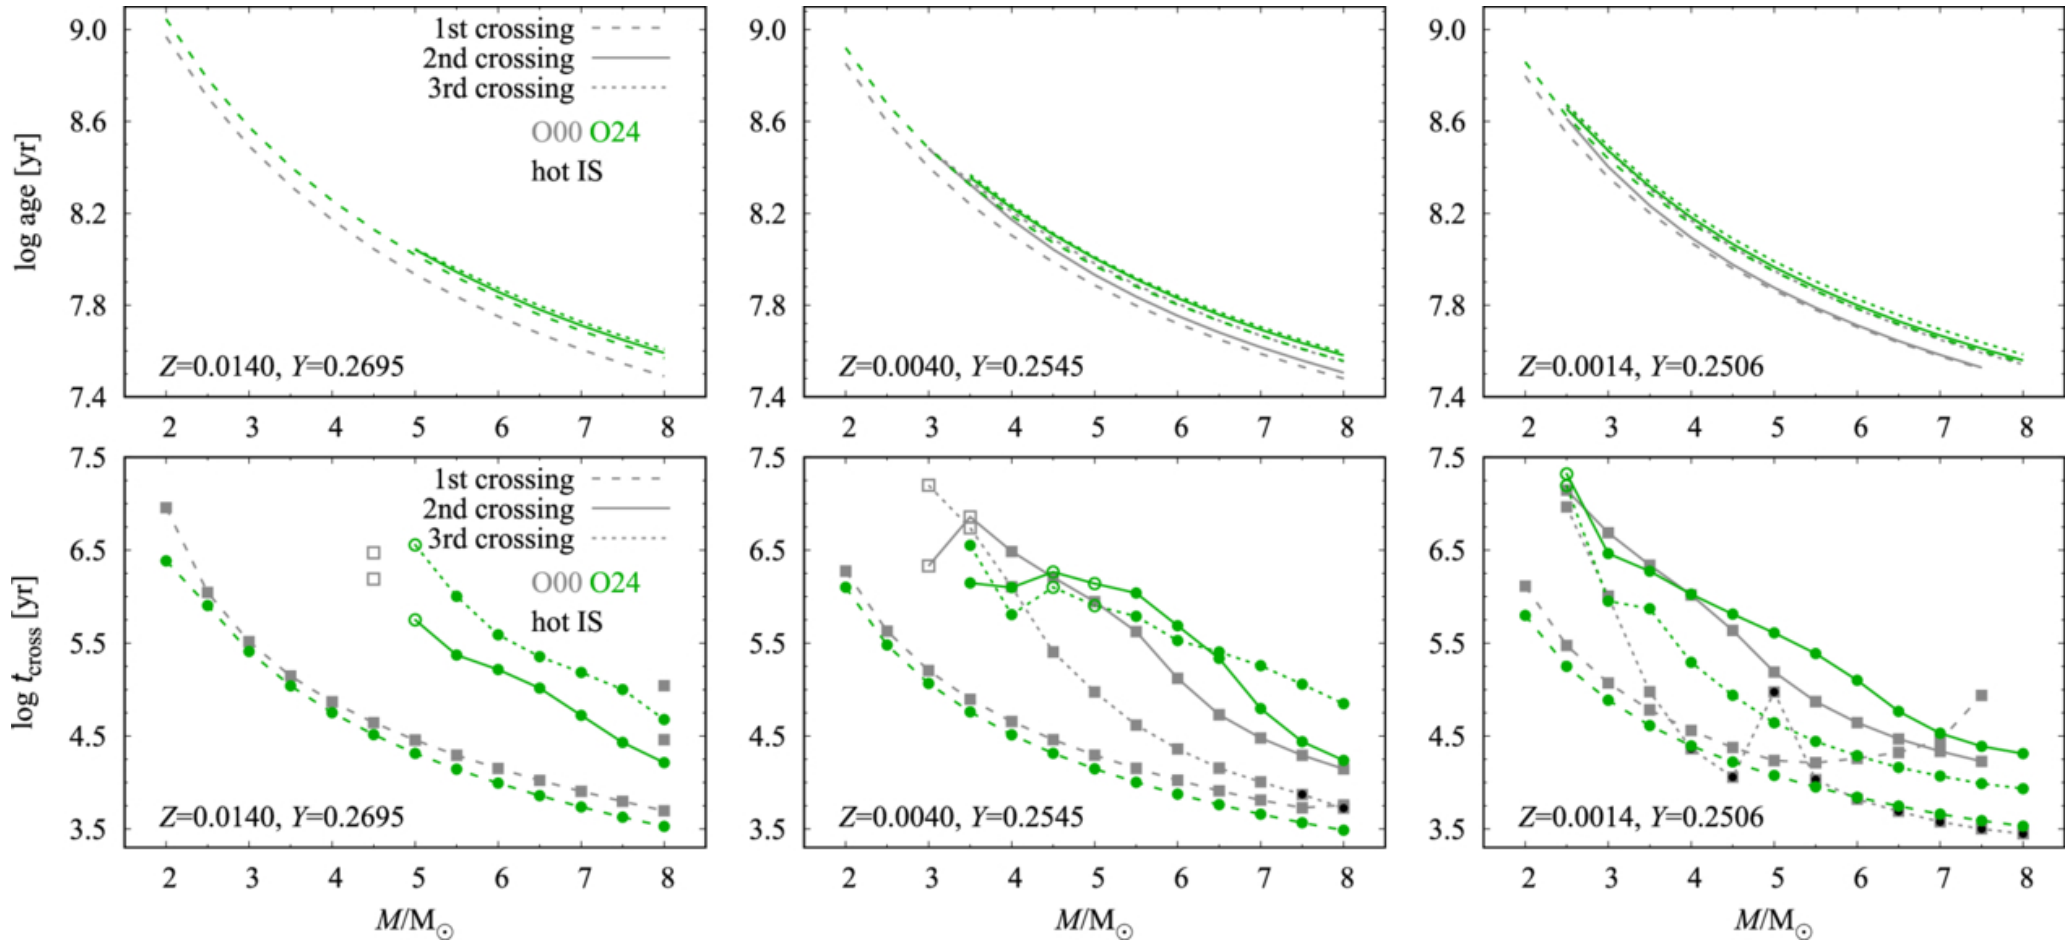 log age [yr]
9.0
8.6
8.2
7.8
7.4
1st crossing
2nd crossing
3rd crossing
O00 O24
hot IS
Z=0.0140, Y=0.2695
2 3 4 5 6 7 8
9.0
8.6
8.2
7.8
7.4
Z=0.0040, Y=0.2545
2 3 4 5 6 7 8
9.0
8.6
8.2
7.8
7.4
Z=0.0014, Y=0.2506
2 3 4 5 6 7 8
log t_cross [yr]
7.5
6.5
5.5
4.5
3.5
1st crossing
2nd crossing
3rd crossing
O00 O24
hot IS
Z=0.0140, Y=0.2695
2 3 4 5 6 7 8
M/M☉
7.5
6.5
5.5
4.5
3.5
Z=0.0040, Y=0.2545
2 3 4 5 6 7 8
M/M☉
7.5
6.5
5.5
4.5
3.5
Z=0.0014, Y=0.2506
2 3 4 5 6 7 8
M/M☉